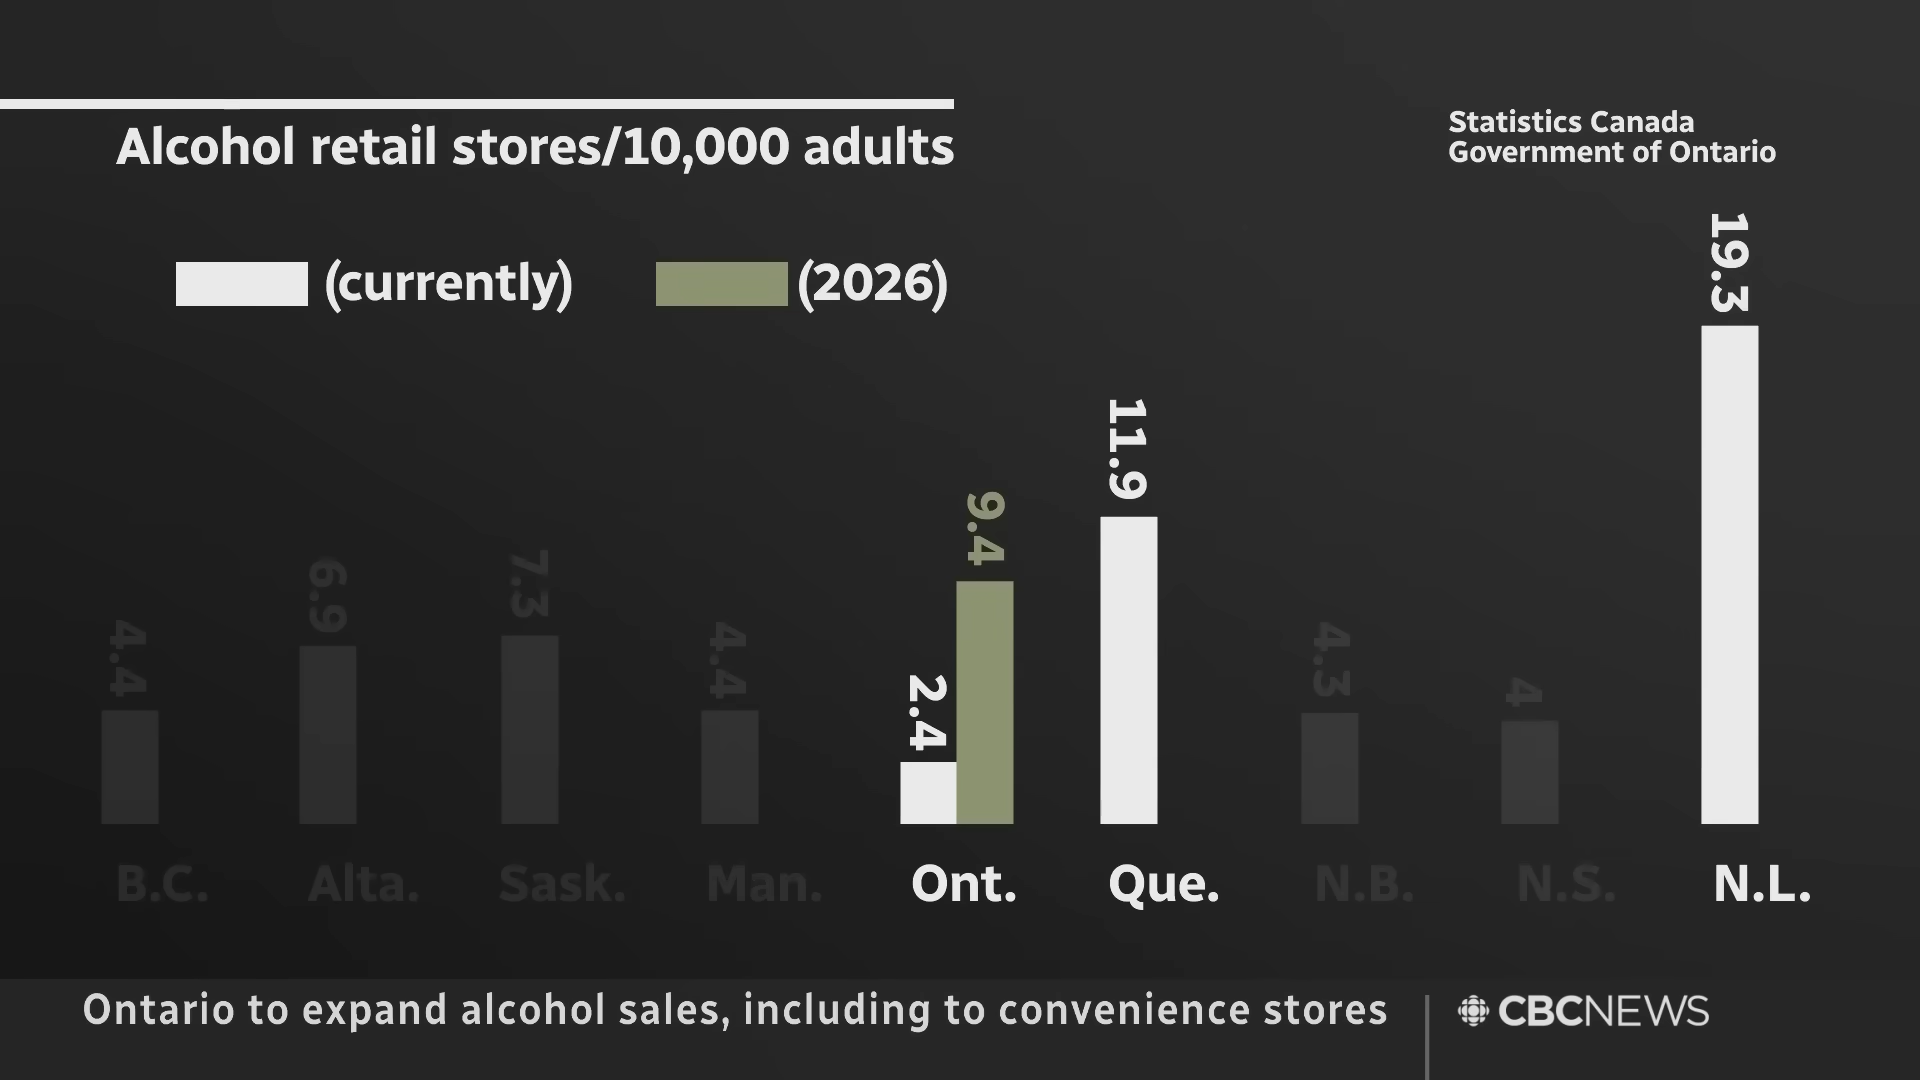 Alcohol retail stores/10,000 adults
Statistics Canada
Government of Ontario
(currently)
(2026)
4.4
6.9
7.3
4.4
2.4
9.4
11.9
4.3
4
19.3
B.C.
Alta.
Sask.
Man.
Ont.
Que.
N.B.
N.S.
N.L.
Ontario to expand alcohol sales, including to convenience stores
CBCNEWS